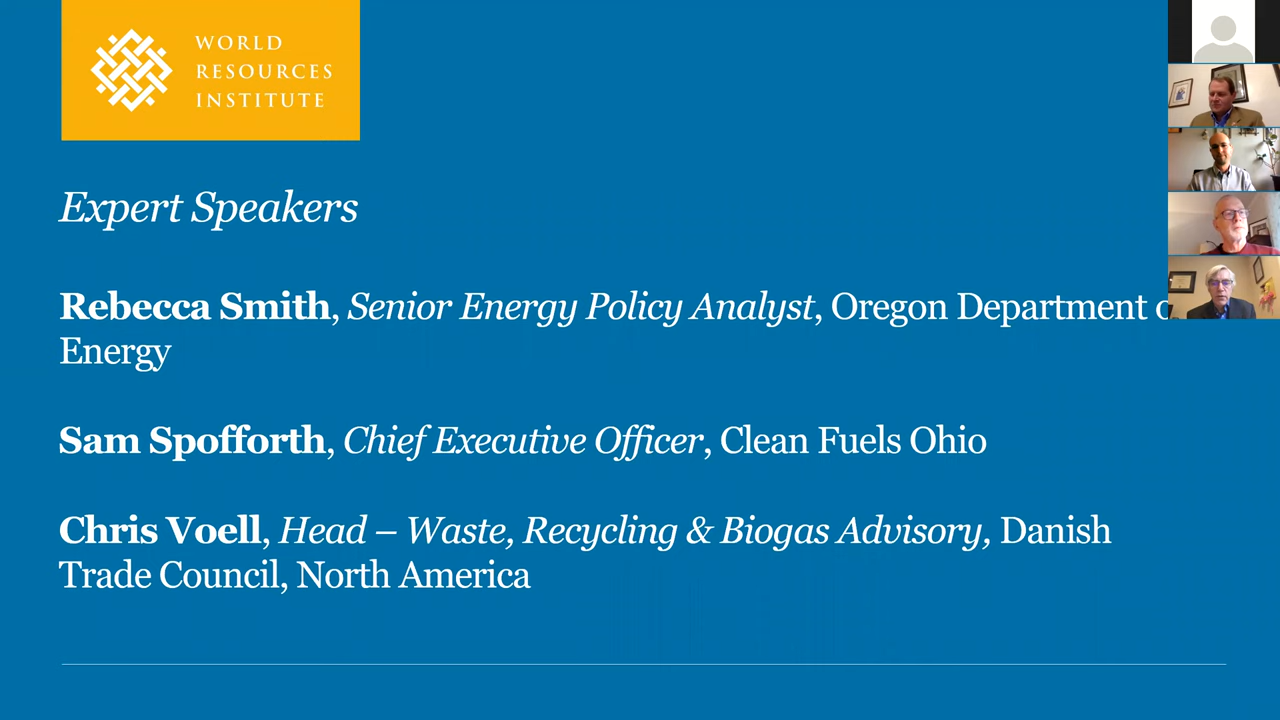 WORLD
RESOURCES
INSTITUTE
Expert Speakers
Rebecca Smith, Senior Energy Policy Analyst, Oregon Department
Energy
Sam Spofforth, Chief Executive Officer, Clean Fuels Ohio
Chris Voell, Head – Waste, Recycling & Biogas Advisory, Danish
Trade Council, North America